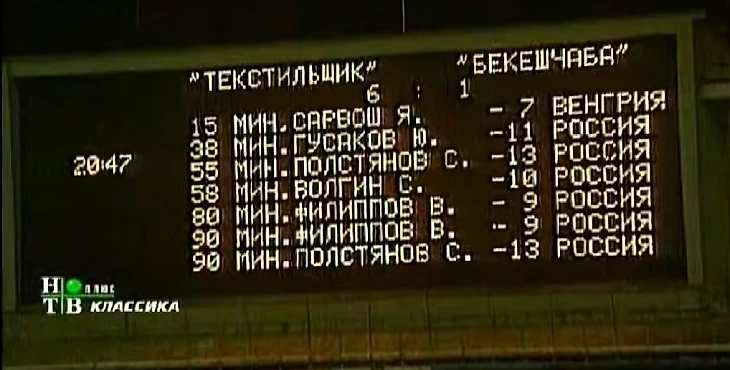 "ТЕКСТИЛЬЩИК" "БЕКЕШЧАБА"
6 : 1
15 МИН.САРВОШ Я. - 7 ВЕНГРИЯ
38 МИН.ГУСАКОВ Ю. -11 РОССИЯ
55 МИН.ПОЛСТЯНОВ С. -13 РОССИЯ
58 МИН.ВОЛГИН С. -10 РОССИЯ
80 МИН.ФИЛИППОВ В. - 9 РОССИЯ
90 МИН.ФИЛИППОВ В. - 9 РОССИЯ
90 МИН.ПОЛСТЯНОВ С. -13 РОССИЯ
20:47
НТВ ПЛЮС
КЛАССИКА